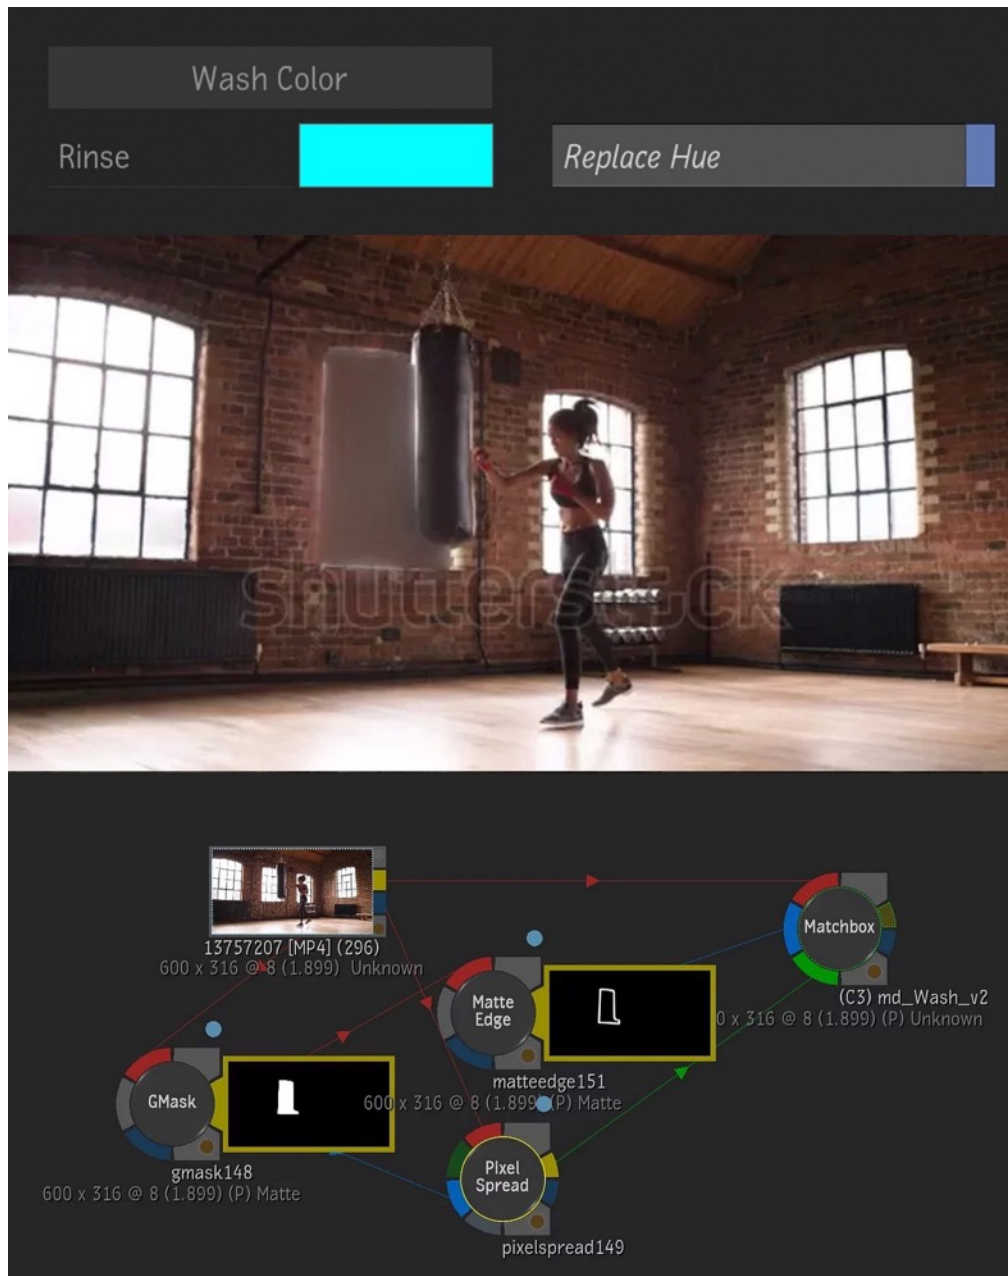 Wash Color
Rinse
Replace Hue
shutterstock
13757207 [MP4] (296)
600 x 316 @ 8 (1.899) Unknown
Matchbox
(C3) md_Wash_v2
0 x 316 @ 8 (1.899) (P) Unknown
Matte
Edge
matteedge151
600 x 316 @ 8 (1.899) (P) Matte
GMask
gmask148
600 x 316 @ 8 (1.899) (P) Matte
PIxel
Spread
pixelspread149